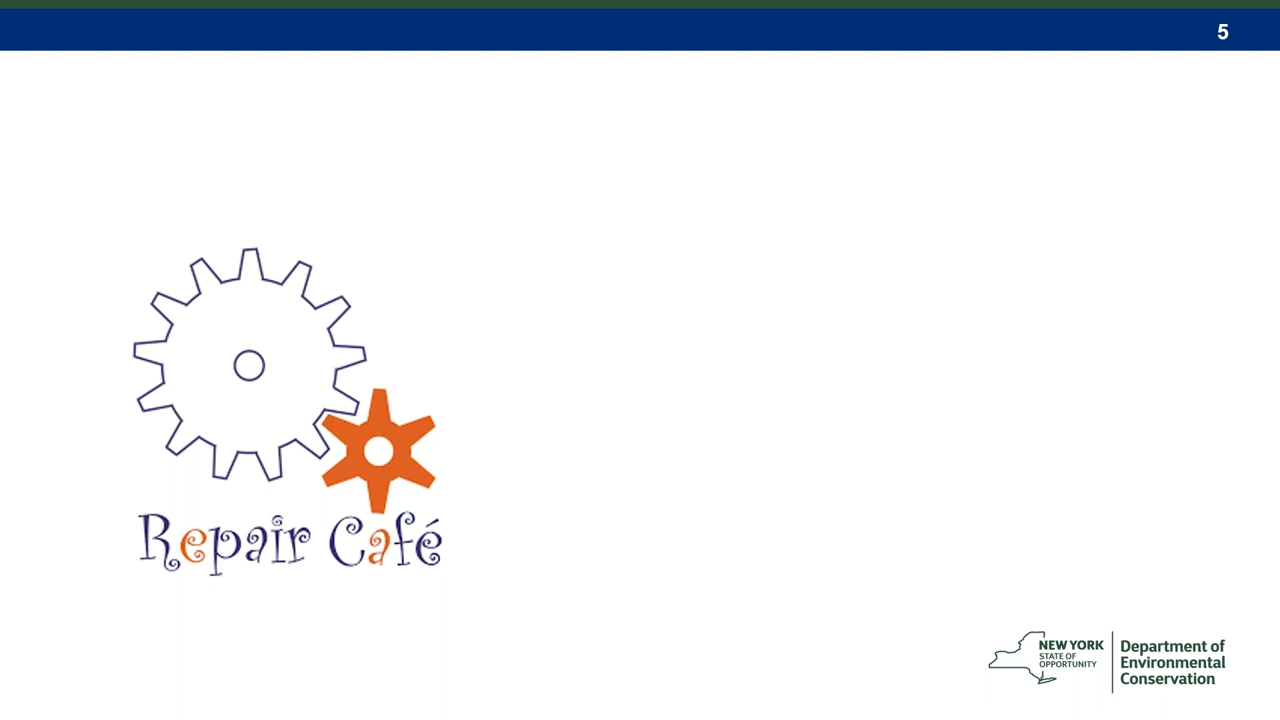 5
Repair Café
NEW YORK
STATE OF
OPPORTUNITY
Department of
Environmental
Conservation